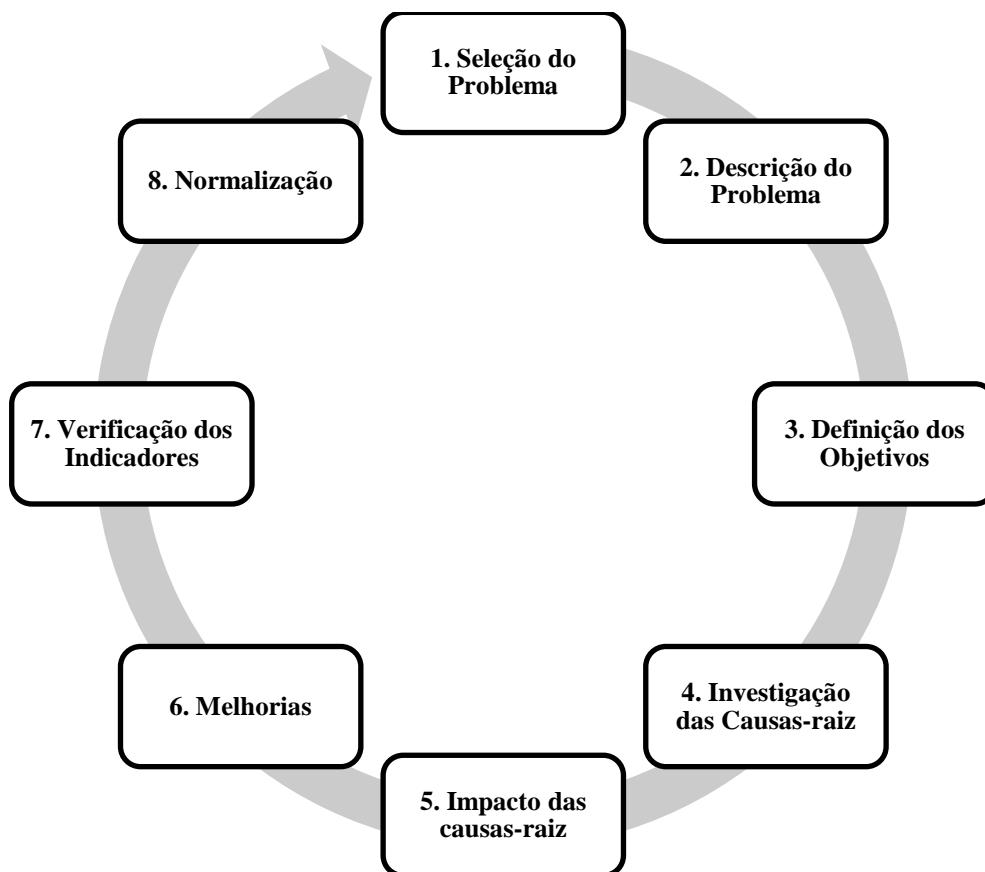 1. Seleção do
Problema
2. Descrição do
Problema
3. Definição dos
Objetivos
4. Investigação
das Causas-raiz
5. Impacto das
causas-raiz
6. Melhorias
7. Verificação dos
Indicadores
8. Normalização